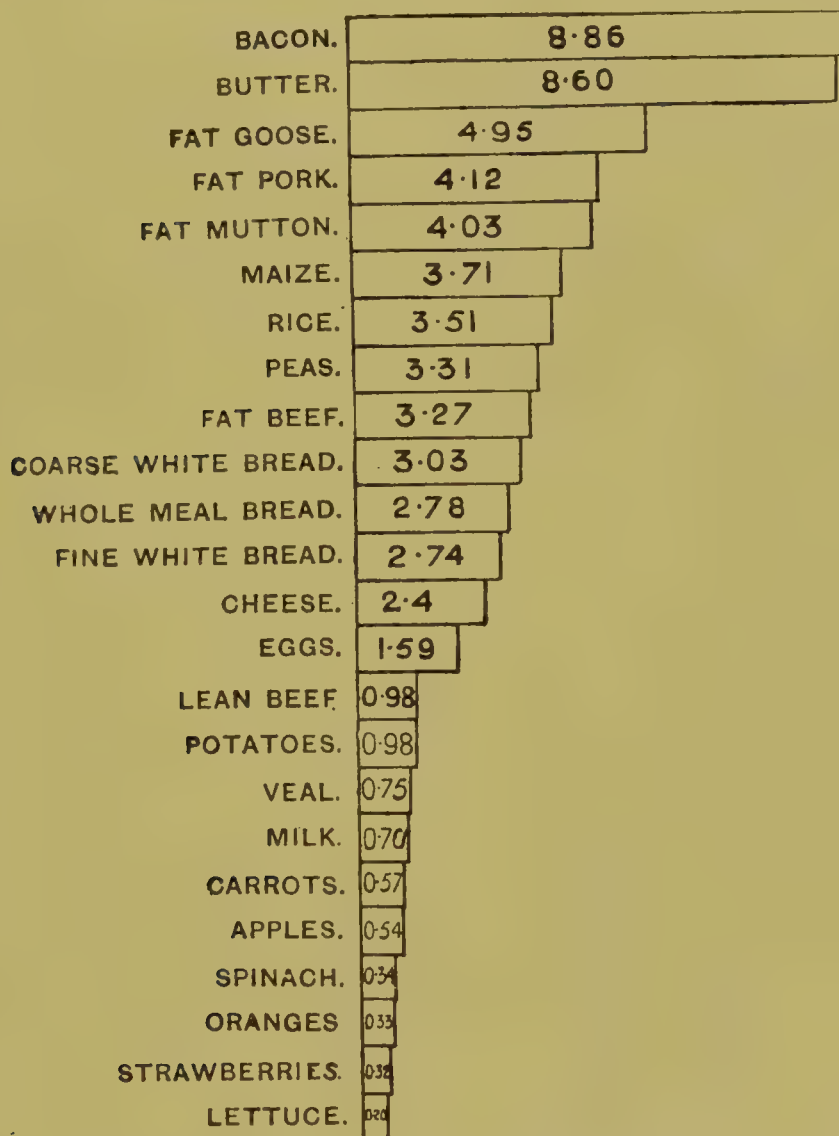 BACON. 8·86
BUTTER. 8·60
FAT GOOSE. 4·95
FAT PORK. 4·12
FAT MUTTON. 4·03
MAIZE. 3·71
RICE. 3·51
PEAS. 3·31
FAT BEEF. 3·27
COARSE WHITE BREAD. 3·03
WHOLE MEAL BREAD. 2·78
FINE WHITE BREAD. 2·74
CHEESE. 2·4
EGGS. 1·59
LEAN BEEF. 0·98
POTATOES. 0·98
VEAL. 0·75
MILK. 0·70
CARROTS. 0·57
APPLES. 0·54
SPINACH. 0·34
ORANGES 0·33
STRAWBERRIES. 0·32
LETTUCE. 0·20